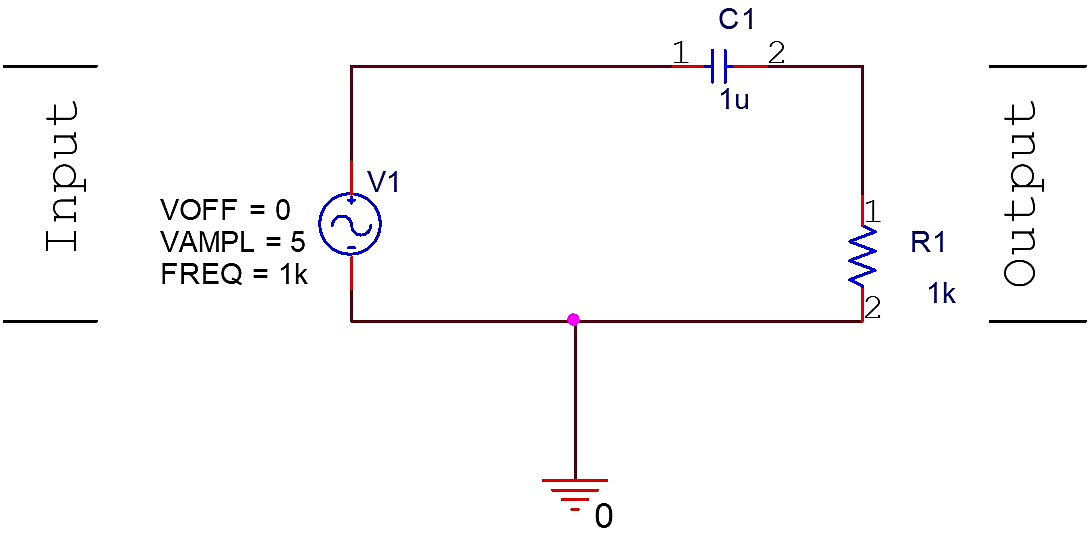 C1
1 2
1u
Input
V1
VOFF = 0
VAMPL = 5
FREQ = 1k
1
R1
1k
2
Output
0